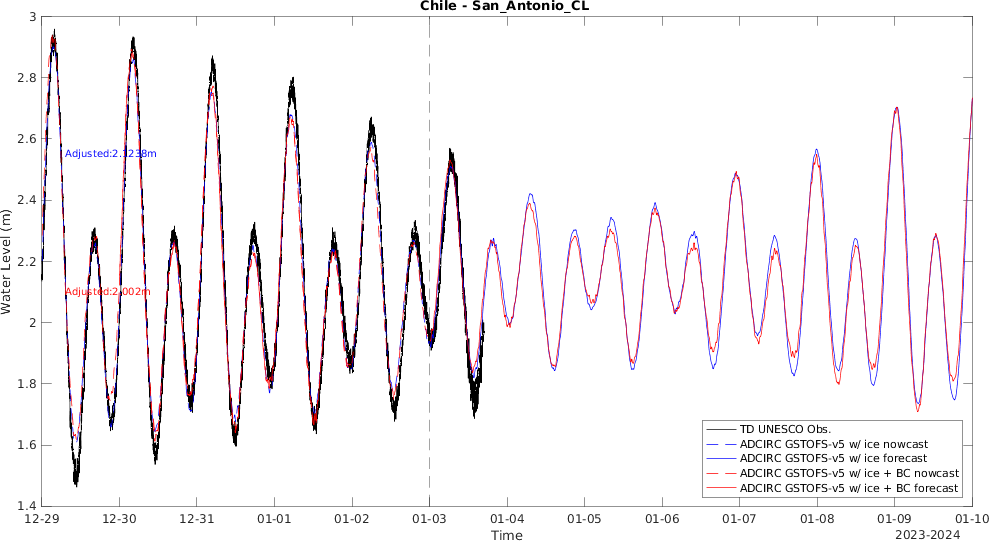 Chile - San_Antonio_CL
3
2.8
2.6
2.4
2.2
2
1.8
1.6
1.4
Water Level (m)
Adjusted:2.1238m
Adjusted:2.002m
TD UNESCO Obs.
ADCIRC GSTOFS-v5 w/ ice nowcast
ADCIRC GSTOFS-v5 w/ ice forecast
ADCIRC GSTOFS-v5 w/ ice + BC nowcast
ADCIRC GSTOFS-v5 w/ ice + BC forecast
12-29 12-30 12-31 01-01 01-02 01-03 01-04 01-05 01-06 01-07 01-08 01-09 01-10
Time
2023-2024